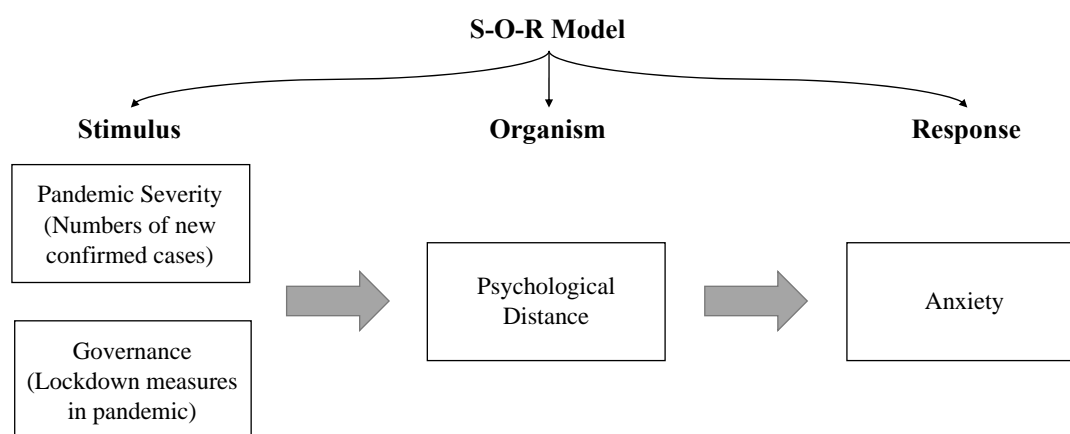 S-O-R Model
Stimulus
Organism
Response
Pandemic Severity
(Numbers of new
confirmed cases)
Governance
(Lockdown measures
in pandemic)
Psychological
Distance
Anxiety